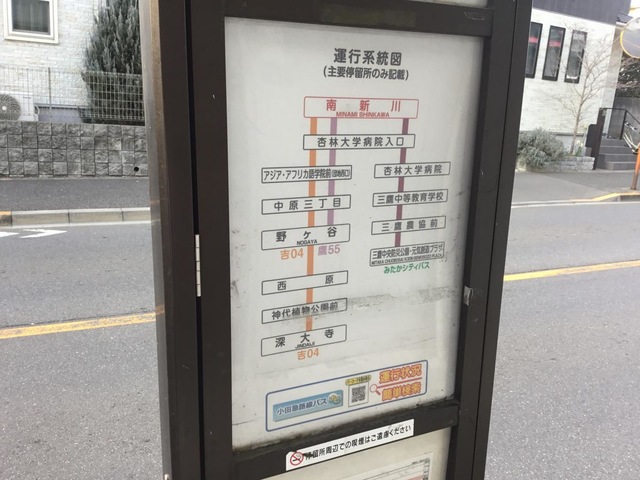 運行系統図
(主要停留所のみ記載)
南新川
MINAMI SHINKAWA
杏林大学病院入口
アジア・アフリカ語学院前
杏林大学病院
中原三丁目
三鷹中等教育学校
野ヶ谷
NOGAYA
三鷹農協前
吉04 鷹55
三鷹中央防災公園・元気創造プラザ
みたかシティバス
西原
神代植物公園前
深大寺
JINDAIJI
吉04
小田急路線バス
運行状況
簡単検索
停留所周辺での喫煙はご遠慮ください